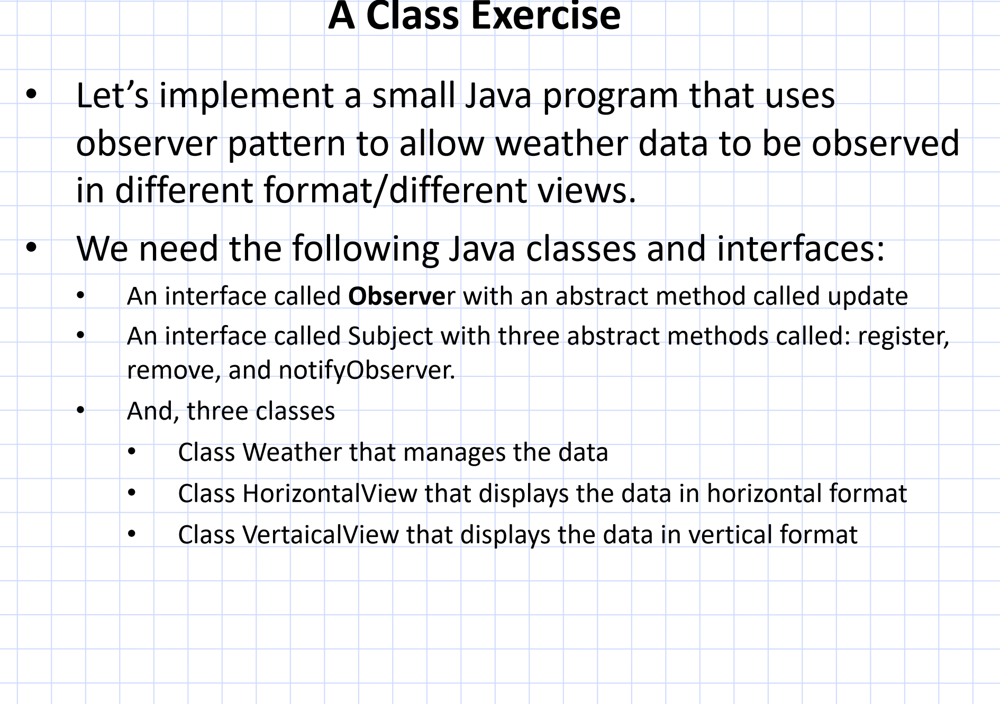 A Class Exercise
• Let’s implement a small Java program that uses
observer pattern to allow weather data to be observed
in different format/different views.
• We need the following Java classes and interfaces:
• An interface called Observer with an abstract method called update
• An interface called Subject with three abstract methods called: register,
remove, and notifyObserver.
• And, three classes
• Class Weather that manages the data
• Class HorizontalView that displays the data in horizontal format
• Class VertaicalView that displays the data in vertical format